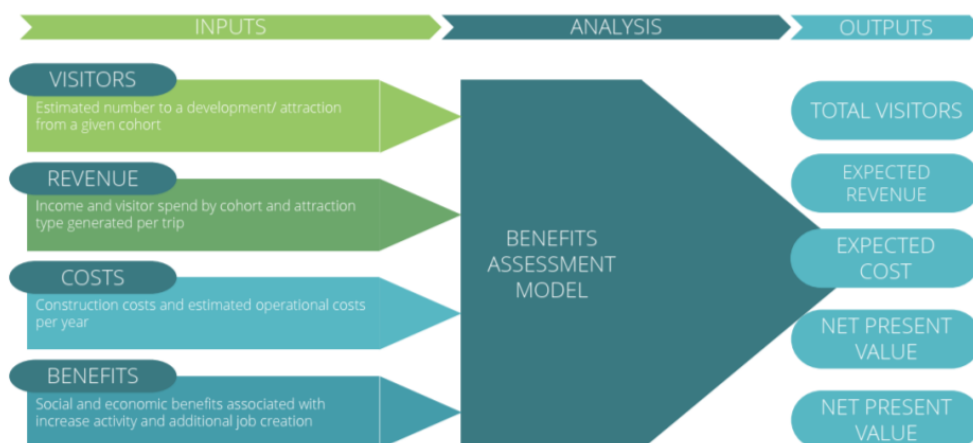 INPUTS
ANALYSIS
OUTPUTS
VISITORS
Estimated number to a development/ attraction
from a given cohort
REVENUE
Income and visitor spend by cohort and attraction
type generated per trip
COSTS
Construction costs and estimated operational costs
per year
BENEFITS
Social and economic benefits associated with
increase activity and additional job creation
BENEFITS
ASSESSMENT
MODEL
TOTAL VISITORS
EXPECTED
REVENUE
EXPECTED
COST
NET PRESENT
VALUE
NET PRESENT
VALUE